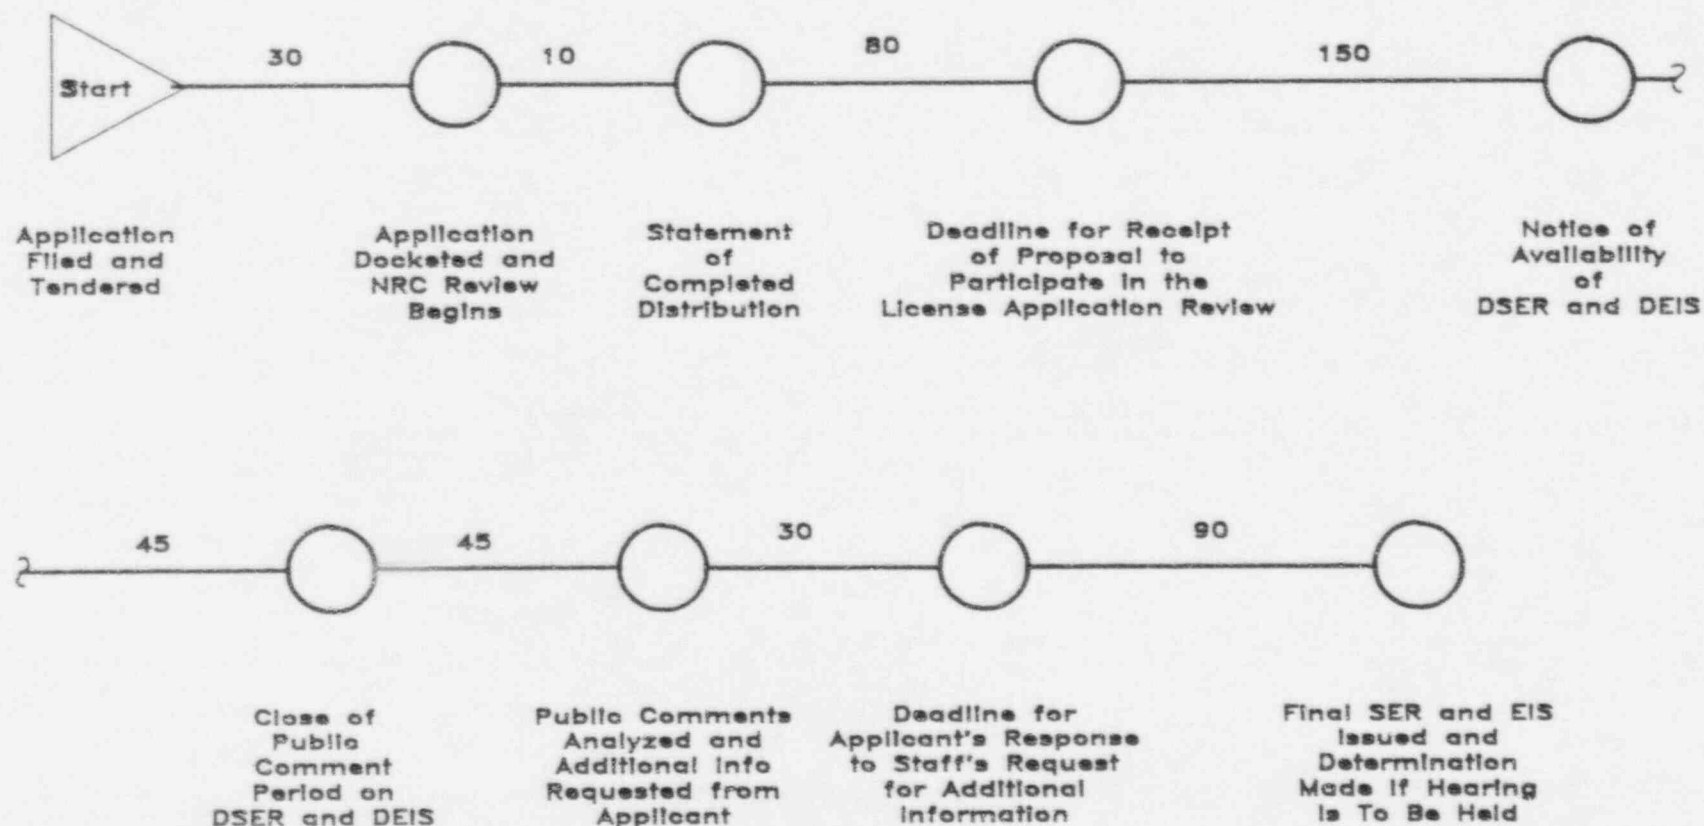 30
10
80
150
Start
Application
Filed and
Tendered
Application
Docketed and
NRC Review
Begins
Statement
of
Completed
Distribution
Deadline for Receipt
of Proposal to
Participate in the
License Application Review
Notice of
Availability
of
DSER and DEIS
45
45
30
90
Close of
Public
Comment
Period on
DSER and DEIS
Public Comments
Analyzed and
Additional Info
Requested from
Applicant
Deadline for
Applicant's Response
to Staff's Request
for Additional
Information
Final SER and EIS
Issued and
Determination
Made If Hearing
Is To Be Held